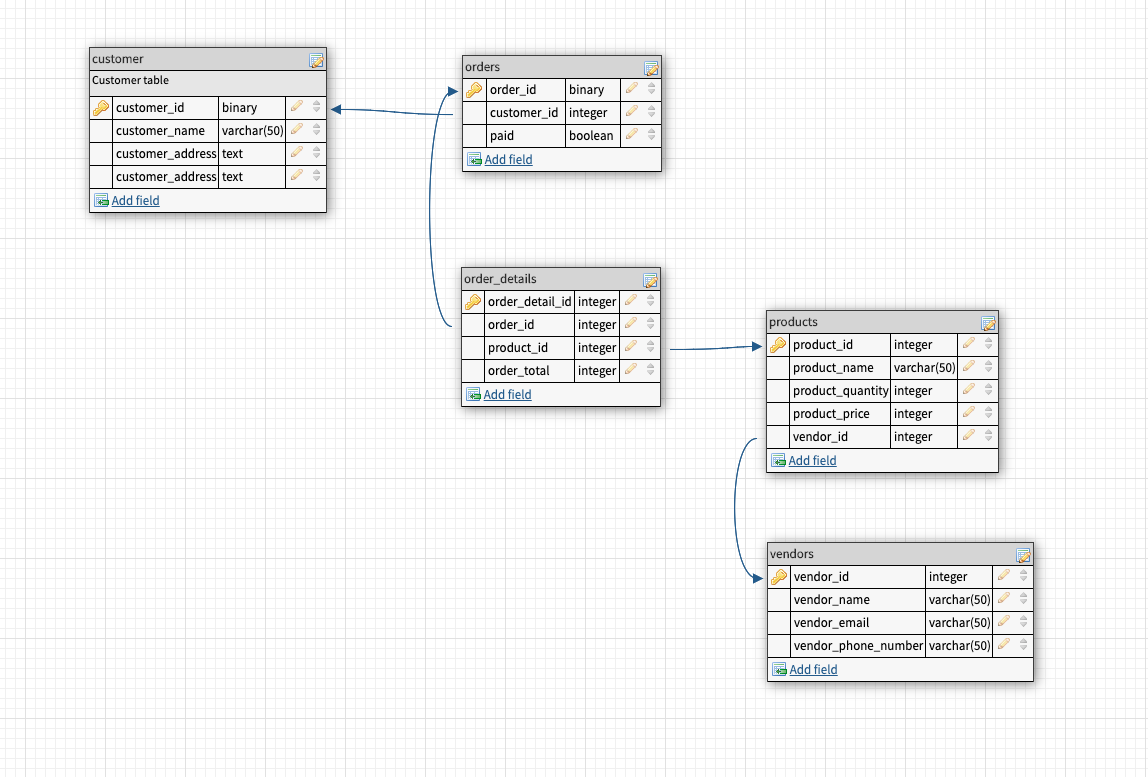 customer
Customer table
customer_id binary
customer_name varchar(50)
customer_address text
customer_address text
Add field
orders
order_id binary
customer_id integer
paid boolean
Add field
order_details
order_detail_id integer
order_id integer
product_id integer
order_total integer
Add field
products
product_id integer
product_name varchar(50)
product_quantity integer
product_price integer
vendor_id integer
Add field
vendors
vendor_id integer
vendor_name varchar(50)
vendor_email varchar(50)
vendor_phone_number varchar(50)
Add field